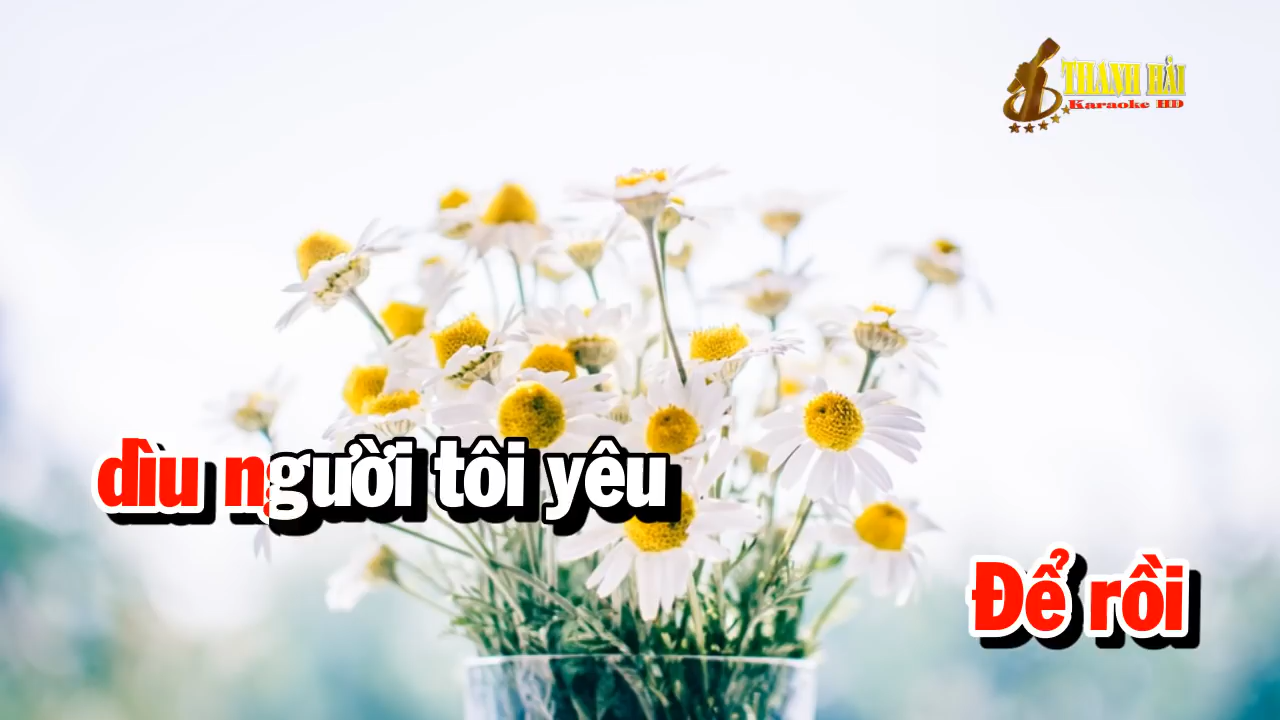 THANH HẢI
Karaoke HD
dìu người tôi yêu
Để rồi